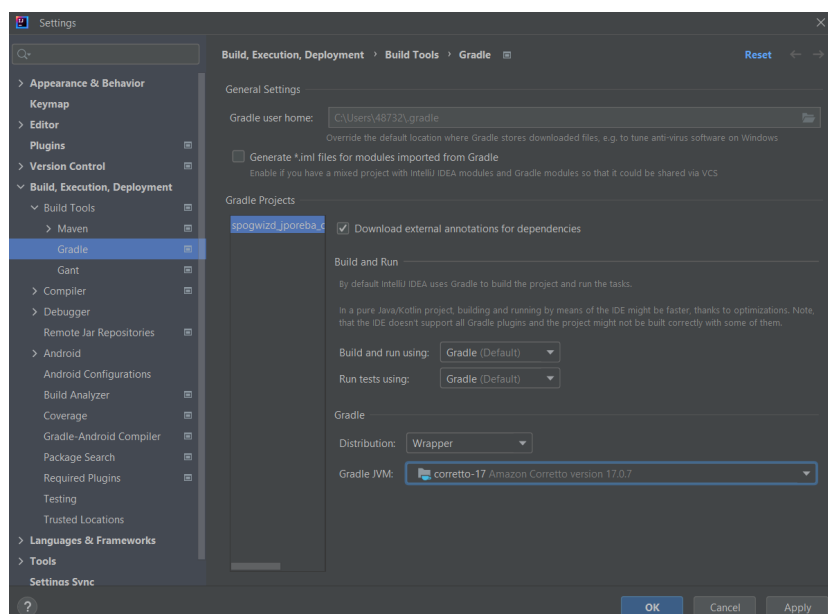 Settings
Build, Execution, Deployment › Build Tools › Gradle
Reset
Appearance & Behavior
Keymap
Editor
Plugins
Version Control
Build, Execution, Deployment
Build Tools
Maven
Gradle
Gant
Compiler
Debugger
Remote Jar Repositories
Android
Android Configurations
Build Analyzer
Coverage
Gradle-Android Compiler
Package Search
Required Plugins
Testing
Trusted Locations
Languages & Frameworks
Tools
Settings Sync
General Settings
Gradle user home: C:\Users\48732\.gradle
Override the default location where Gradle stores downloaded files, e.g. to tune anti-virus software on Windows
Generate *.iml files for modules imported from Gradle
Enable if you have a mixed project with IntelliJ IDEA modules and Gradle modules so that it could be shared via VCS
Gradle Projects
spogwizd_jporeba_c
Download external annotations for dependencies
Build and Run
By default IntelliJ IDEA uses Gradle to build the project and run the tasks.
In a pure Java/Kotlin project, building and running by means of the IDE might be faster, thanks to optimizations. Note,
that the IDE doesn't support all Gradle plugins and the project might not be built correctly with some of them.
Build and run using: Gradle (Default)
Run tests using: Gradle (Default)
Gradle
Distribution: Wrapper
Gradle JVM: corretto-17 Amazon Corretto version 17.0.7
?
OK
Cancel
Apply